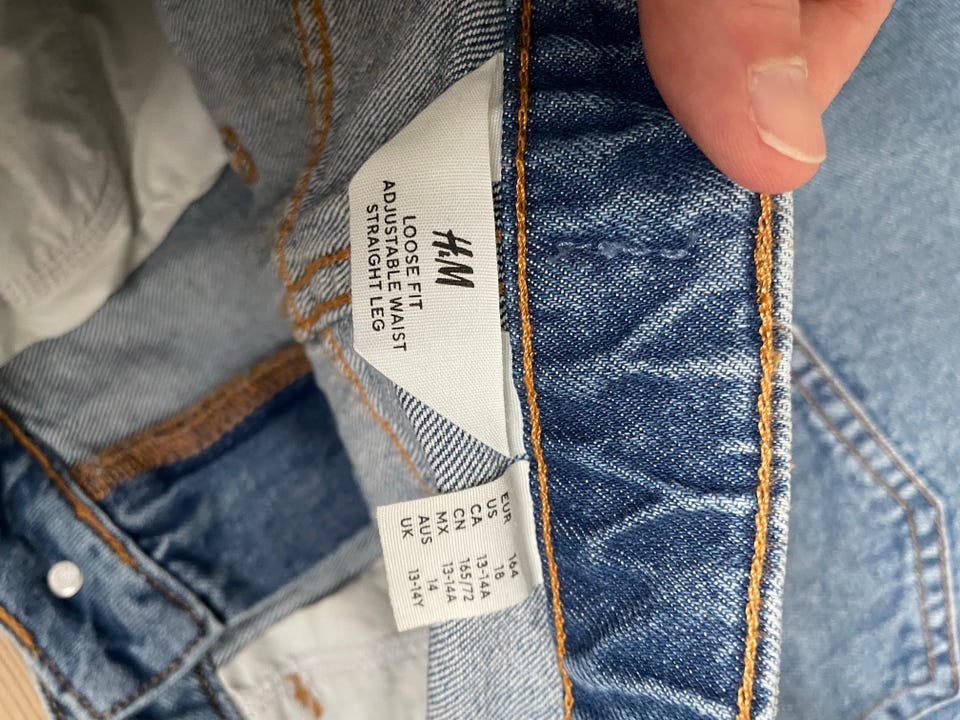 H&M
LOOSE FIT
ADJUSTABLE WAIST
STRAIGHT LEG
EUR 164
US 18
CA 13-14A
CN 165/72
MX 13-14A
AUS 14
UK 13-14Y